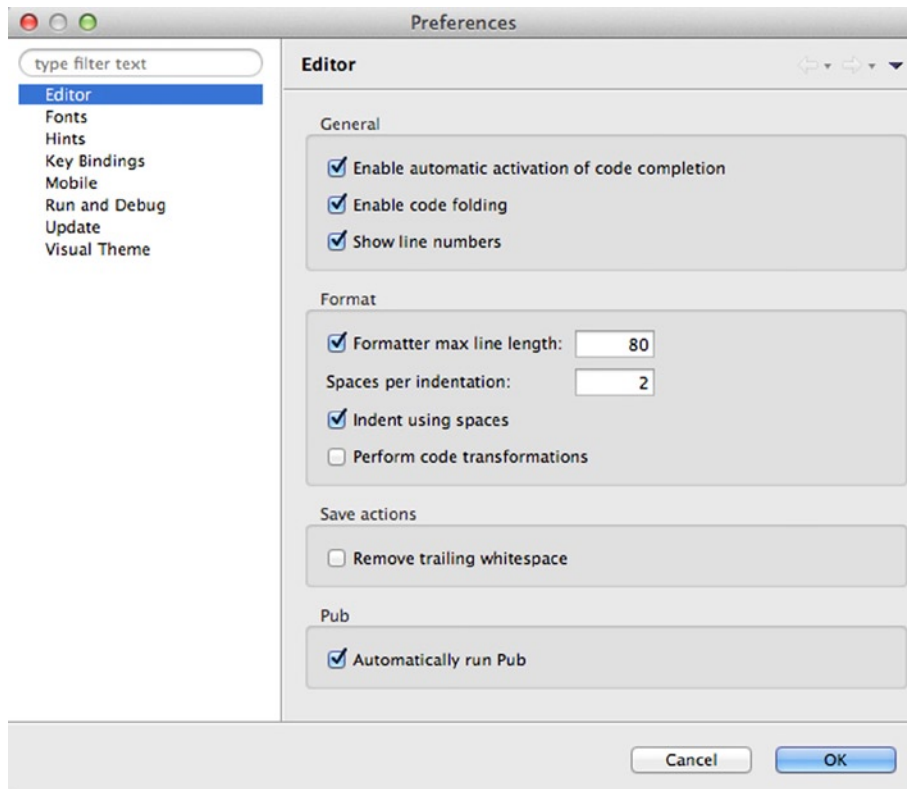 Preferences
type filter text
Editor
Fonts
Hints
Key Bindings
Mobile
Run and Debug
Update
Visual Theme
Editor
General
Enable automatic activation of code completion
Enable code folding
Show line numbers
Format
Formatter max line length: 80
Spaces per indentation: 2
Indent using spaces
Perform code transformations
Save actions
Remove trailing whitespace
Pub
Automatically run Pub
Cancel
OK